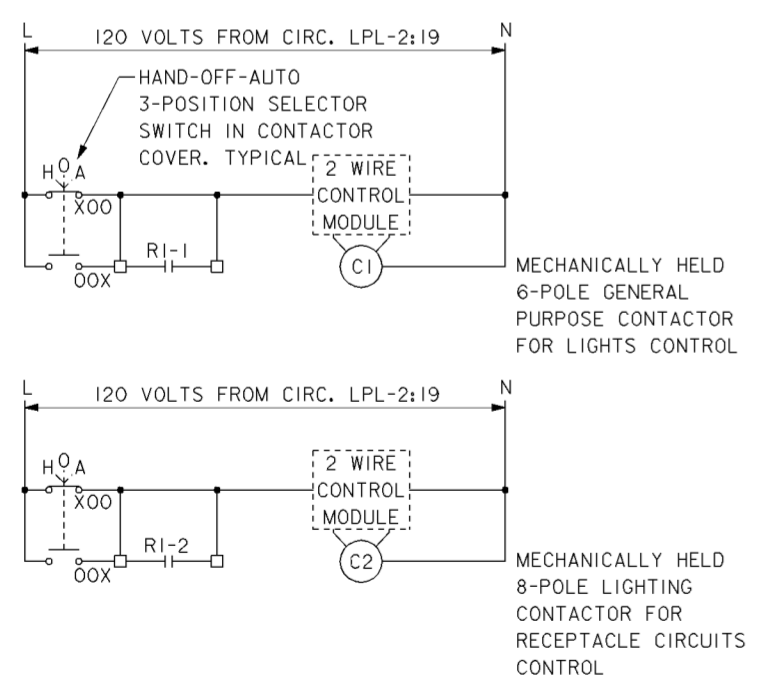 L
120 VOLTS FROM CIRC. LPL-2:19
N
HAND-OFF-AUTO
3-POSITION SELECTOR
SWITCH IN CONTACTOR
COVER. TYPICAL
H O A
XOO
2 WIRE
CONTROL
MODULE
R1-1
OOX
C1
MECHANICALLY HELD
6-POLE GENERAL
PURPOSE CONTACTOR
FOR LIGHTS CONTROL
L
120 VOLTS FROM CIRC. LPL-2:19
N
H O A
XOO
2 WIRE
CONTROL
MODULE
R1-2
OOX
C2
MECHANICALLY HELD
8-POLE LIGHTING
CONTACTOR FOR
RECEPTACLE CIRCUITS
CONTROL